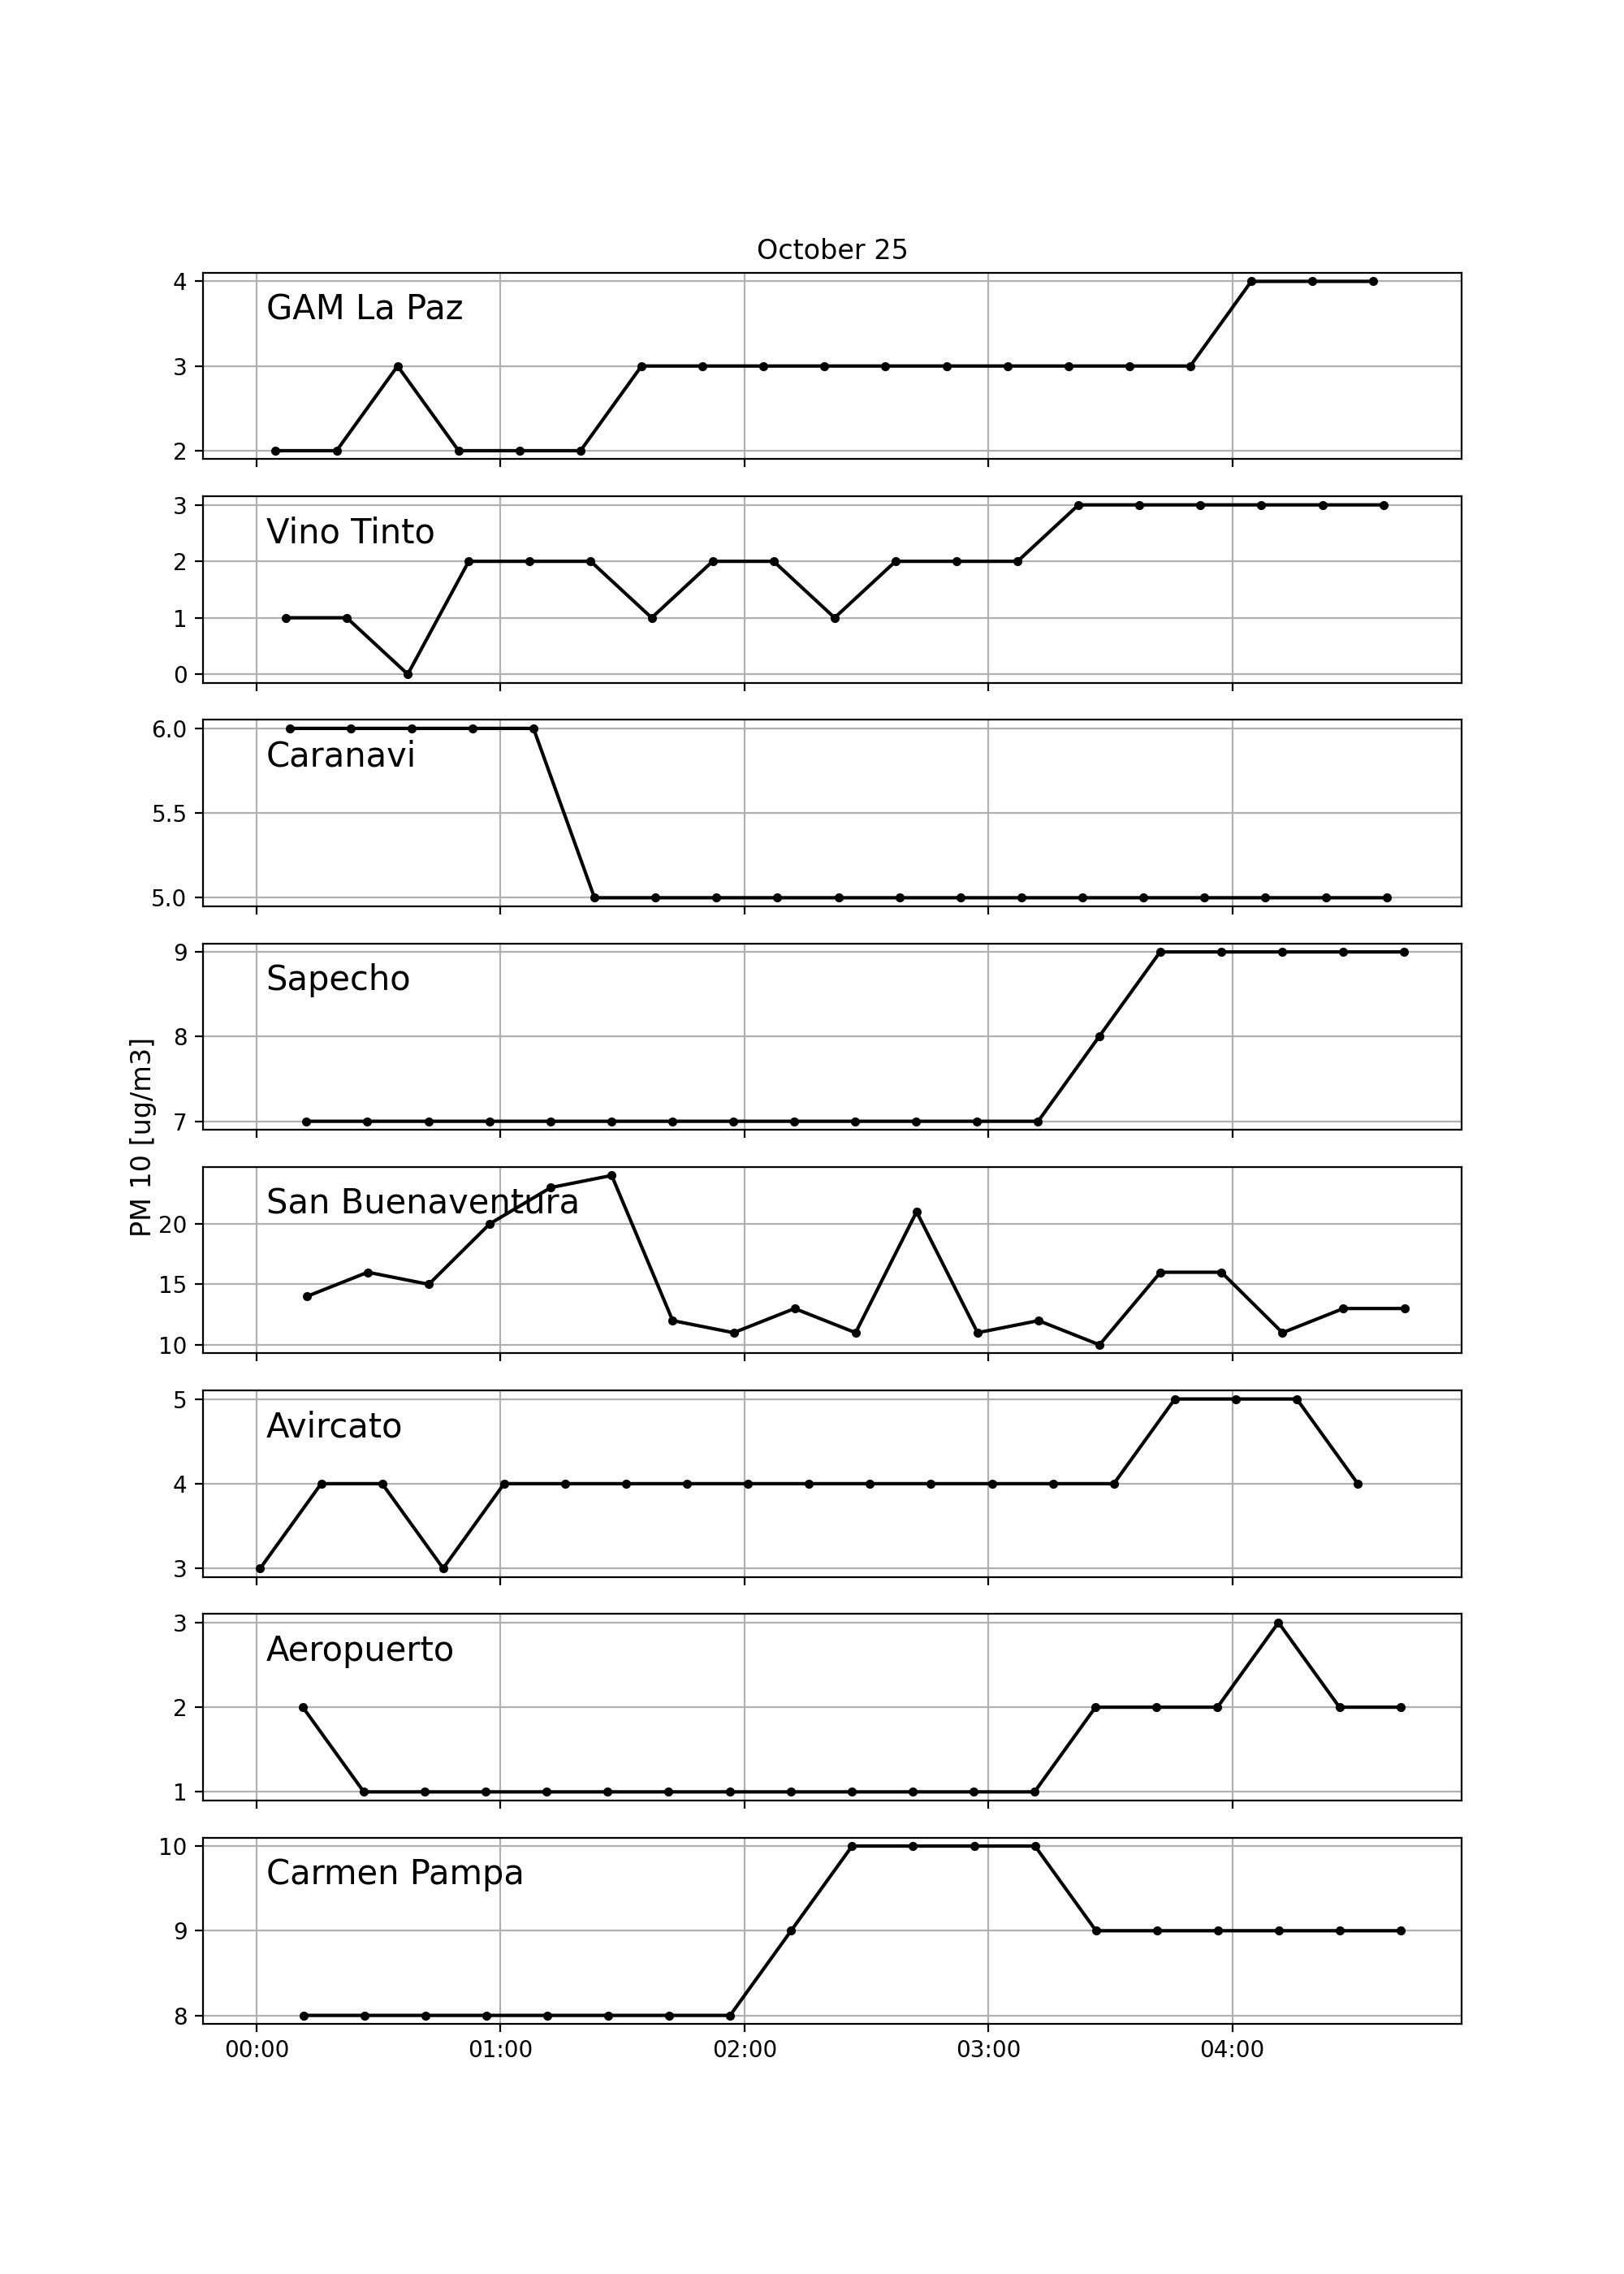 October 25
4
GAM La Paz
3
2
3
Vino Tinto
2
1
0
6.0
Caranavi
5.5
5.0
9
Sapecho
8
7
PM 10 [ug/m3]
San Buenaventura
20
15
10
5
Avircato
4
3
3
Aeropuerto
2
1
10
Carmen Pampa
9
8
00:00 01:00 02:00 03:00 04:00